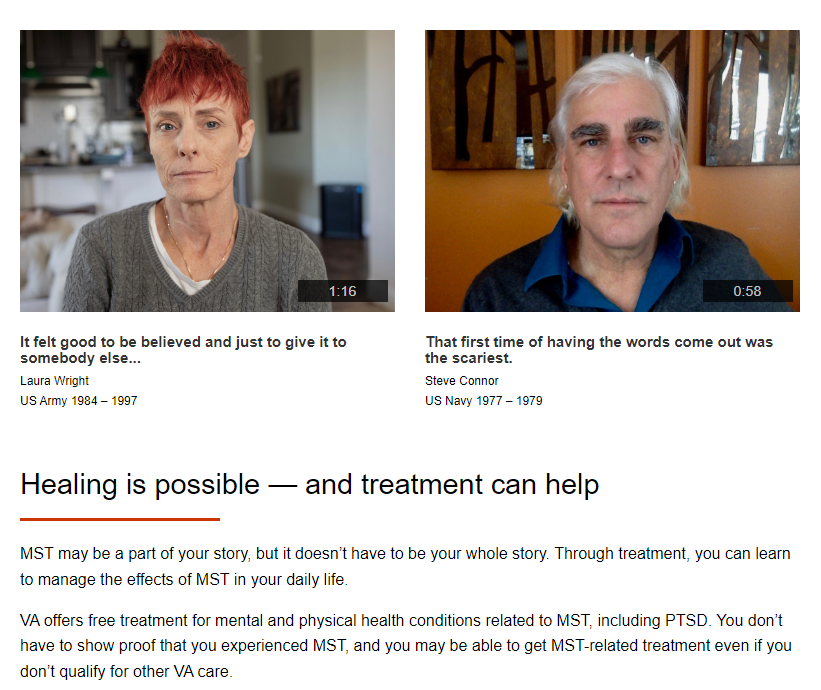 1:16
0:58
It felt good to be believed and just to give it to
somebody else...
Laura Wright
US Army 1984 – 1997
That first time of having the words come out was
the scariest.
Steve Connor
US Navy 1977 – 1979
Healing is possible — and treatment can help
MST may be a part of your story, but it doesn’t have to be your whole story. Through treatment, you can learn
to manage the effects of MST in your daily life.
VA offers free treatment for mental and physical health conditions related to MST, including PTSD. You don’t
have to show proof that you experienced MST, and you may be able to get MST-related treatment even if you
don’t qualify for other VA care.